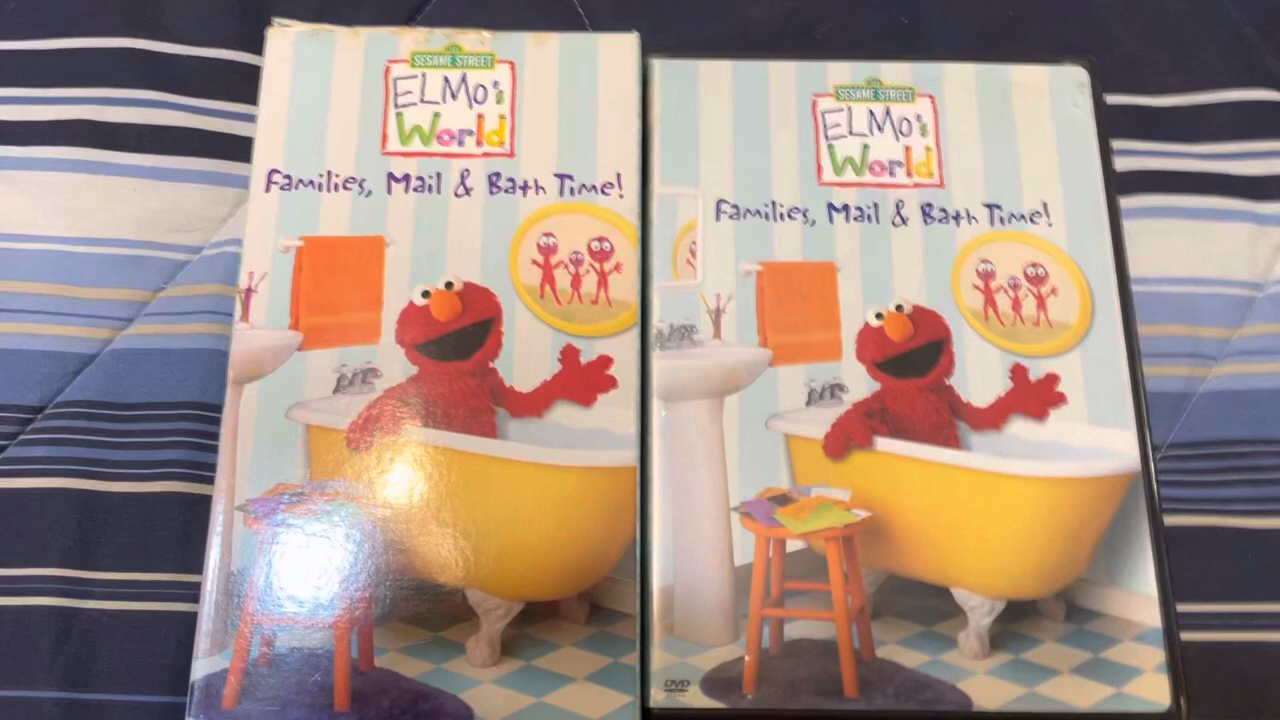 SESAME STREET
ELMo's
World
Families, Mail & Bath Time!
SESAME STREET
ELMo's
World
Families, Mail & Bath Time!
DVD